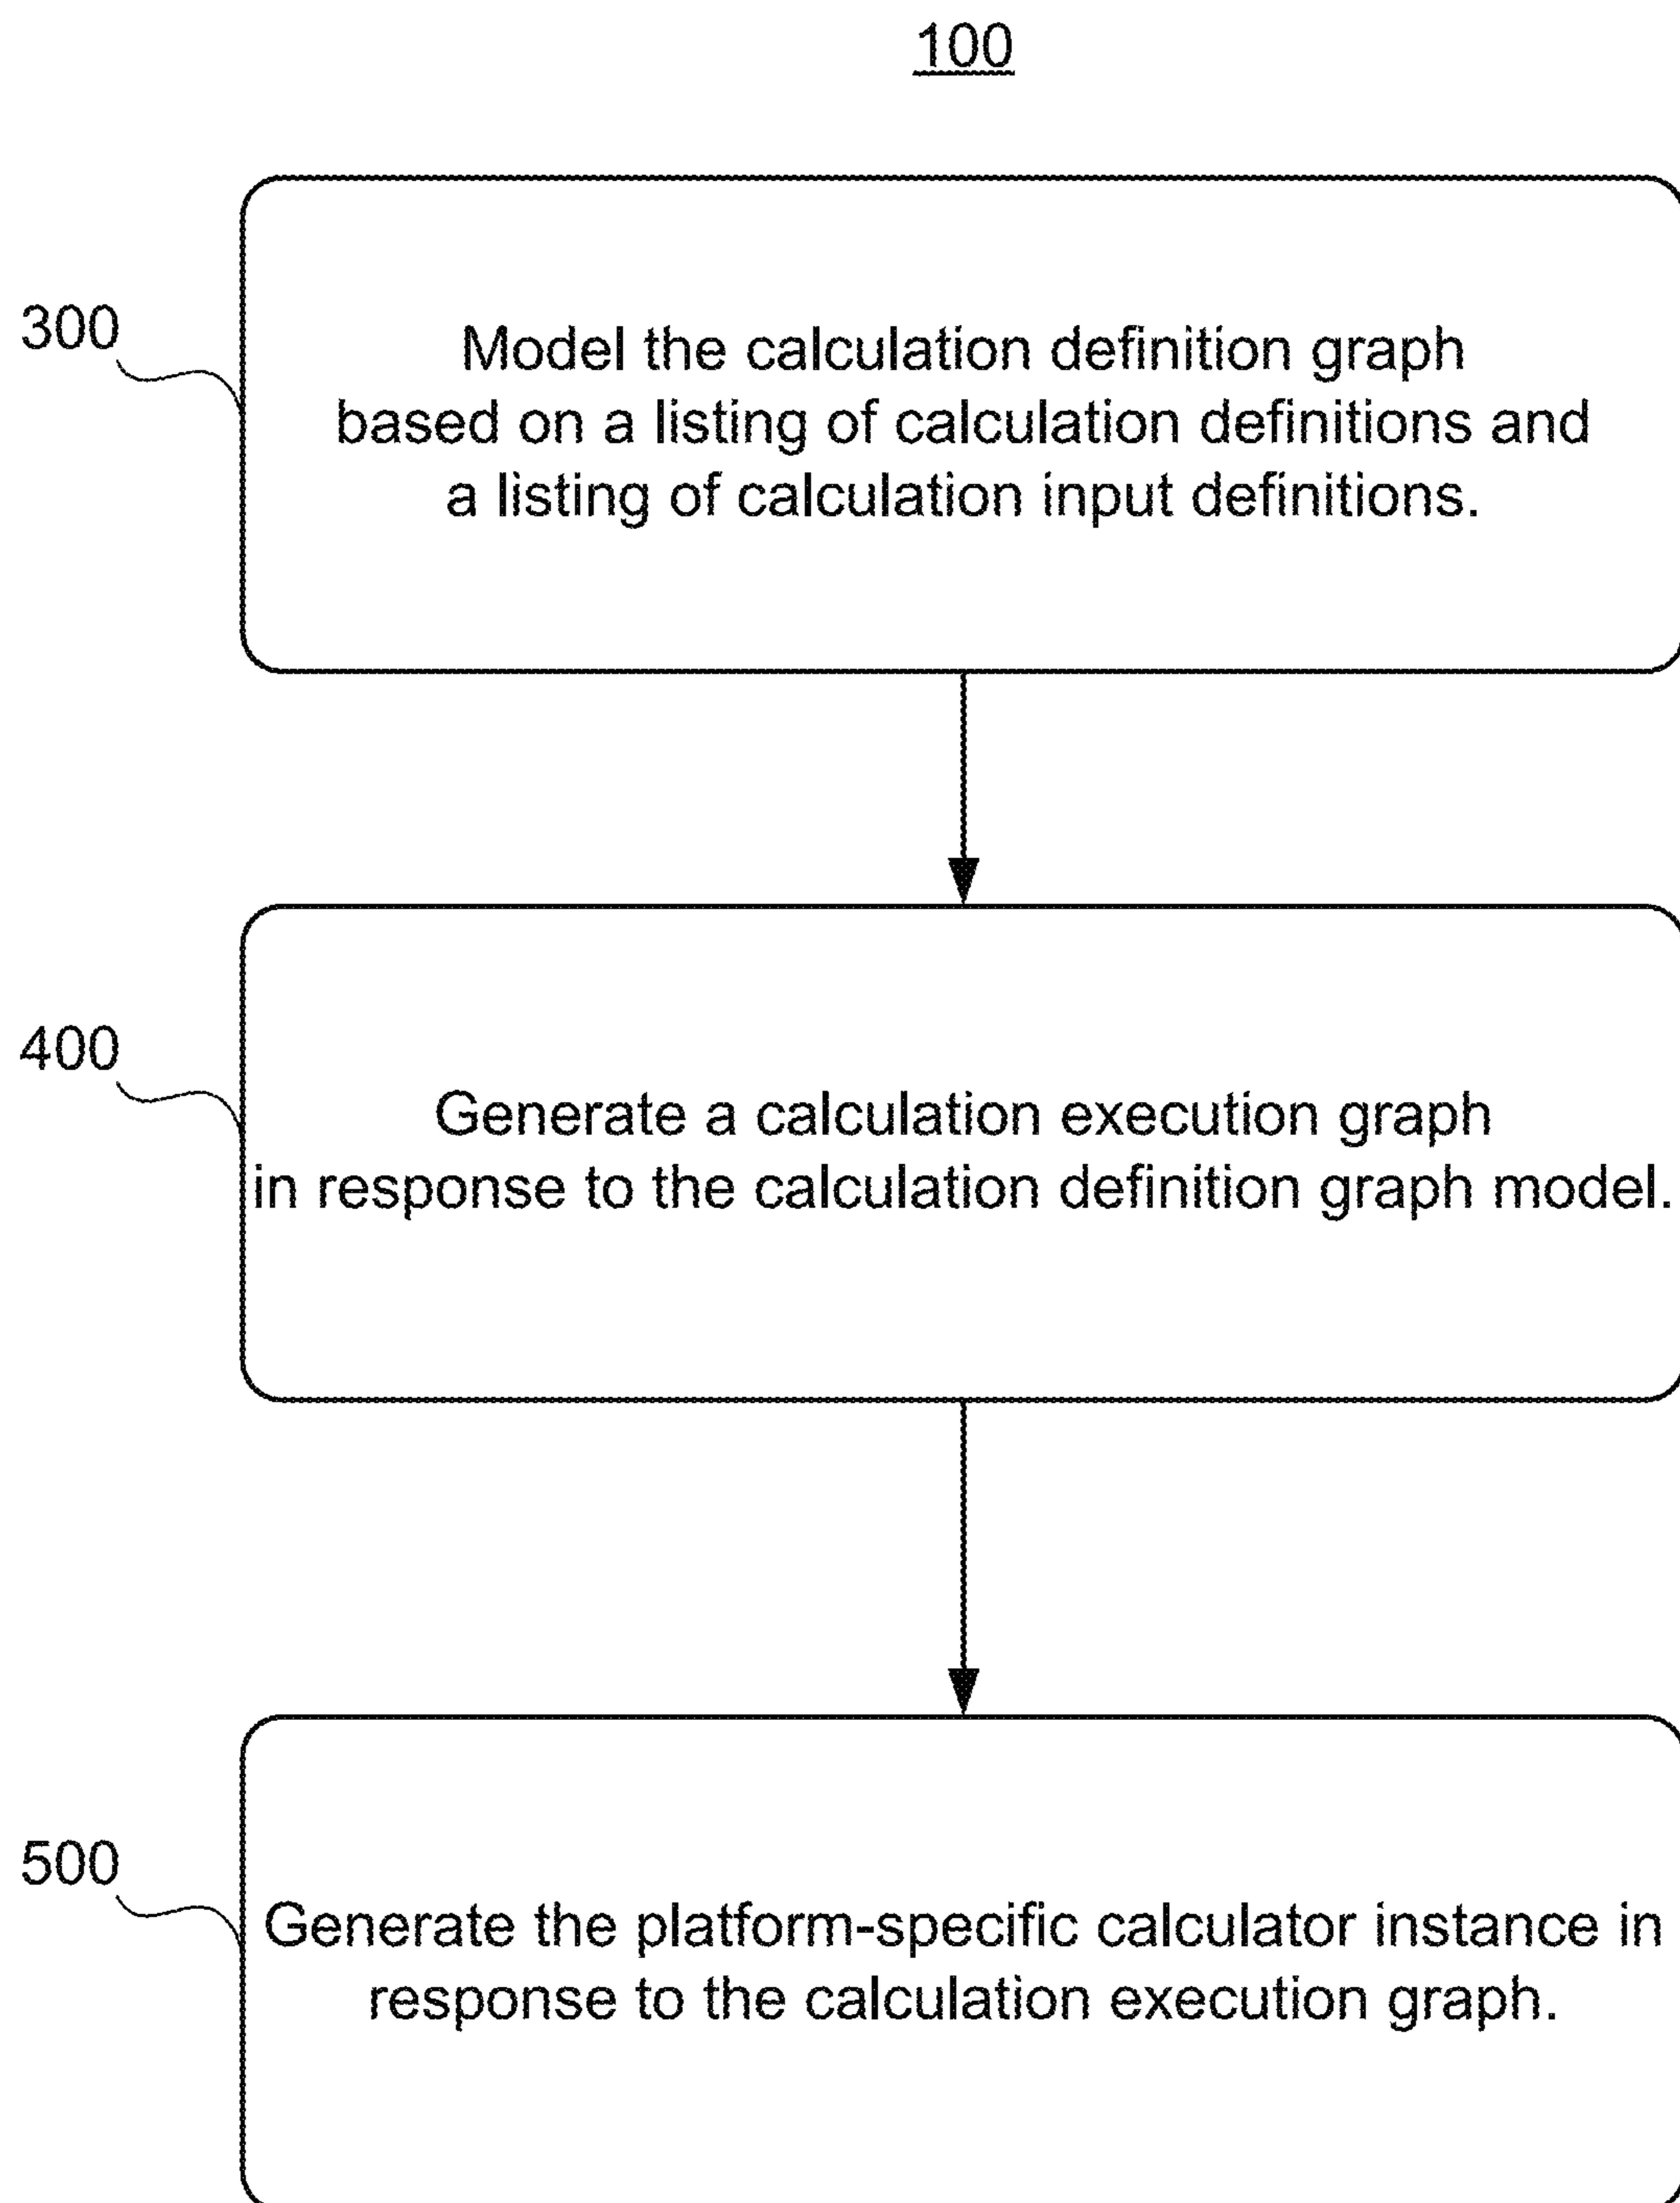 100
300
Model the calculation definition graph
based on a listing of calculation definitions and
a listing of calculation input definitions.
400
Generate a calculation execution graph
in response to the calculation definition graph model.
500
Generate the platform-specific calculator instance in
response to the calculation execution graph.